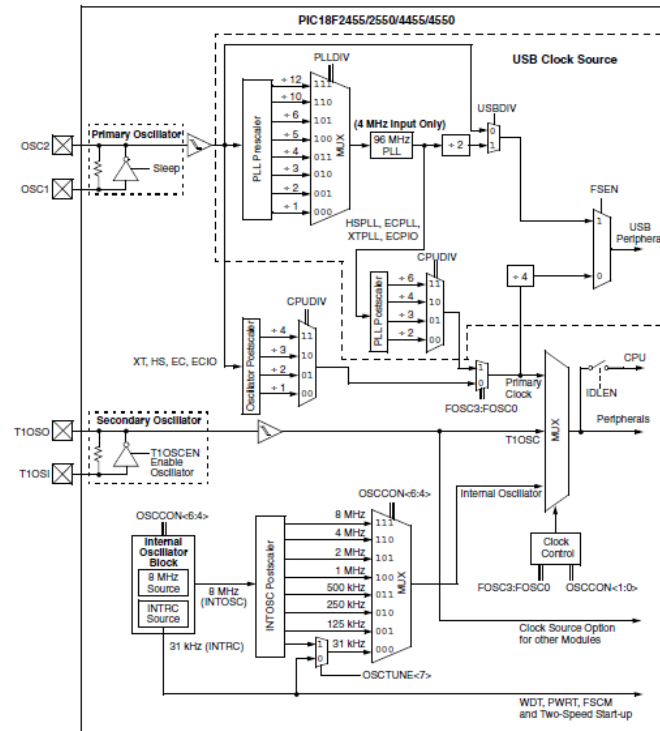 PIC18F2455/2550/4455/4550
USB Clock Source
PLLDIV
PLL Prescaler
÷ 12
÷ 10
÷ 6
÷ 5
÷ 4
÷ 3
÷ 2
÷ 1
111
110
101
100
011
010
001
000
MUX
(4 MHz Input Only)
96 MHz
PLL
÷ 2
USBDIV
0
1
FSEN
1
0
USB
Peripheral
÷ 4
Primary Oscillator
OSC2
OSC1
Sleep
HSPLL, ECPLL,
XTPLL, ECPIO
CPUDIV
PLL Postscaler
÷ 6
÷ 4
÷ 3
÷ 2
11
10
01
00
CPUDIV
Oscillator Postscaler
÷ 4
÷ 3
÷ 2
÷ 1
11
10
01
00
XT, HS, EC, ECIO
1
0
Primary
Clock
FOSC3:FOSC0
CPU
IDLEN
Peripherals
MUX
Secondary Oscillator
T1OSO
T1OSI
T1OSCEN
Enable
Oscillator
T1OSC
Internal Oscillator
OSCCON<6:4>
OSCCON<6:4>
Internal
Oscillator
Block
8 MHz
Source
INTRC
Source
8 MHz
(INTOSC)
31 kHz (INTRC)
INTOSC Postscaler
8 MHz
4 MHz
2 MHz
1 MHz
500 kHz
250 kHz
125 kHz
31 kHz
1
0
111
110
101
100
011
010
001
000
MUX
OSCTUNE<7>
Clock
Control
FOSC3:FOSC0
OSCCON<1:0>
Clock Source Option
for other Modules
WDT, PWRT, FSCM
and Two-Speed Start-up